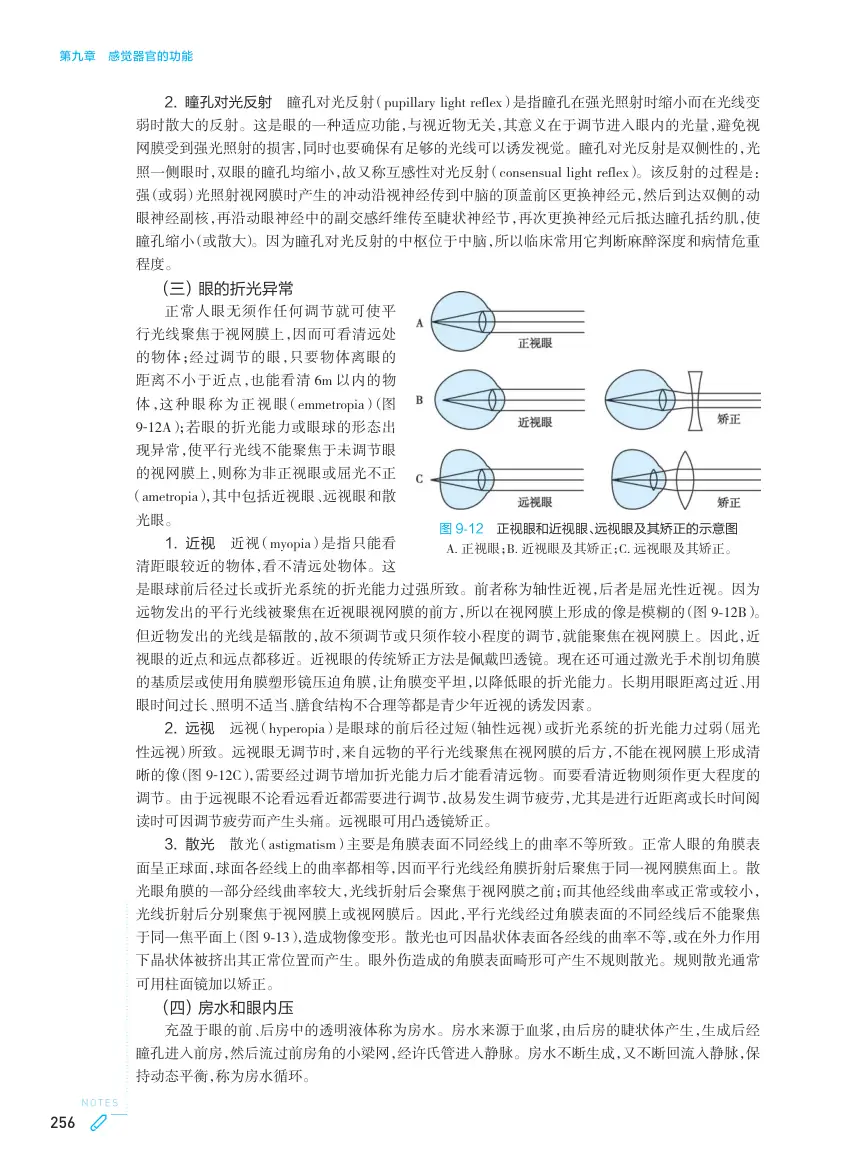 第九章 感觉器官的功能
2. 瞳孔对光反射 瞳孔对光反射(pupillary light reflex)是指瞳孔在强光照射时缩小而在光线变
弱时散大的反射。这是眼的一种适应功能,与视近物无关,其意义在于调节进入眼内的光量,避免视
网膜受到强光照射的损害,同时也要确保有足够的光线可以诱发视觉。瞳孔对光反射是双侧性的,光
照一侧眼时,双眼的瞳孔均缩小,故又称互感性对光反射(consensual light reflex)。该反射的过程是:
强(或弱)光照射视网膜时产生的冲动沿视神经传到中脑的顶盖前区更换神经元,然后到达双侧的动
眼神经副核,再沿动眼神经中的副交感纤维传至睫状神经节,再次更换神经元后抵达瞳孔括约肌,使
瞳孔缩小(或散大)。因为瞳孔对光反射的中枢位于中脑,所以临床常用它判断麻醉深度和病情危重
程度。
(三)眼的折光异常
正常人眼无须作任何调节就可使平
行光线聚焦于视网膜上,因而可看清远处
的物体;经过调节的眼,只要物体离眼的
距离不小于近点,也能看清 6m 以内的物
体,这种眼称为正视眼(emmetropia)(图
9-12A);若眼的折光能力或眼球的形态出
现异常,使平行光线不能聚焦于未调节眼
的视网膜上,则称为非正视眼或屈光不正
(ametropia),其中包括近视眼、远视眼和散
光眼。
A
正视眼
B
近视眼
矫正
C
远视眼
矫正
图 9-12 正视眼和近视眼、远视眼及其矫正的示意图
A. 正视眼;B. 近视眼及其矫正;C. 远视眼及其矫正。
1. 近视 近视(myopia)是指只能看
清距眼较近的物体,看不清远处物体。这
是眼球前后径过长或折光系统的折光能力过强所致。前者称为轴性近视,后者是屈光性近视。因为
远物发出的平行光线被聚焦在近视眼视网膜的前方,所以在视网膜上形成的像是模糊的(图 9-12B)。
但近物发出的光线是辐散的,故不须调节或只须作较小程度的调节,就能聚焦在视网膜上。因此,近
视眼的近点和远点都移近。近视眼的传统矫正方法是佩戴凹透镜。现在还可通过激光手术削切角膜
的基质层或使用角膜塑形镜压迫角膜,让角膜变平坦,以降低眼的折光能力。长期用眼距离过近、用
眼时间过长、照明不适当、膳食结构不合理等都是青少年近视的诱发因素。
2. 远视 远视(hyperopia)是眼球的前后径过短(轴性远视)或折光系统的折光能力过弱(屈光
性远视)所致。远视眼无调节时,来自远物的平行光线聚焦在视网膜的后方,不能在视网膜上形成清
晰的像(图 9-12C),需要经过调节增加折光能力后才能看清远物。而要看清近物则须作更大程度的
调节。由于远视眼不论看远看近都需要进行调节,故易发生调节疲劳,尤其是进行近距离或长时间阅
读时可因调节疲劳而产生头痛。远视眼可用凸透镜矫正。
3. 散光 散光(astigmatism)主要是角膜表面不同经线上的曲率不等所致。正常人眼的角膜表
面呈正球面,球面各经线上的曲率都相等,因而平行光线经角膜折射后聚焦于同一视网膜焦面上。散
光眼角膜的一部分经线曲率较大,光线折射后会聚焦于视网膜之前;而其他经线曲率或正常或较小,
光线折射后分别聚焦于视网膜上或视网膜后。因此,平行光线经过角膜表面的不同经线后不能聚焦
于同一焦平面上(图 9-13),造成物像变形。散光也可因晶状体表面各经线的曲率不等,或在外力作用
下晶状体被挤出其正常位置而产生。眼外伤造成的角膜表面畸形可产生不规则散光。规则散光通常
可用柱面镜加以矫正。
(四)房水和眼内压
充盈于眼的前、后房中的透明液体称为房水。房水来源于血浆,由后房的睫状体产生,生成后经
瞳孔进入前房,然后流过前房角的小梁网,经许氏管进入静脉。房水不断生成,又不断回流入静脉,保
持动态平衡,称为房水循环。
NOTES
256